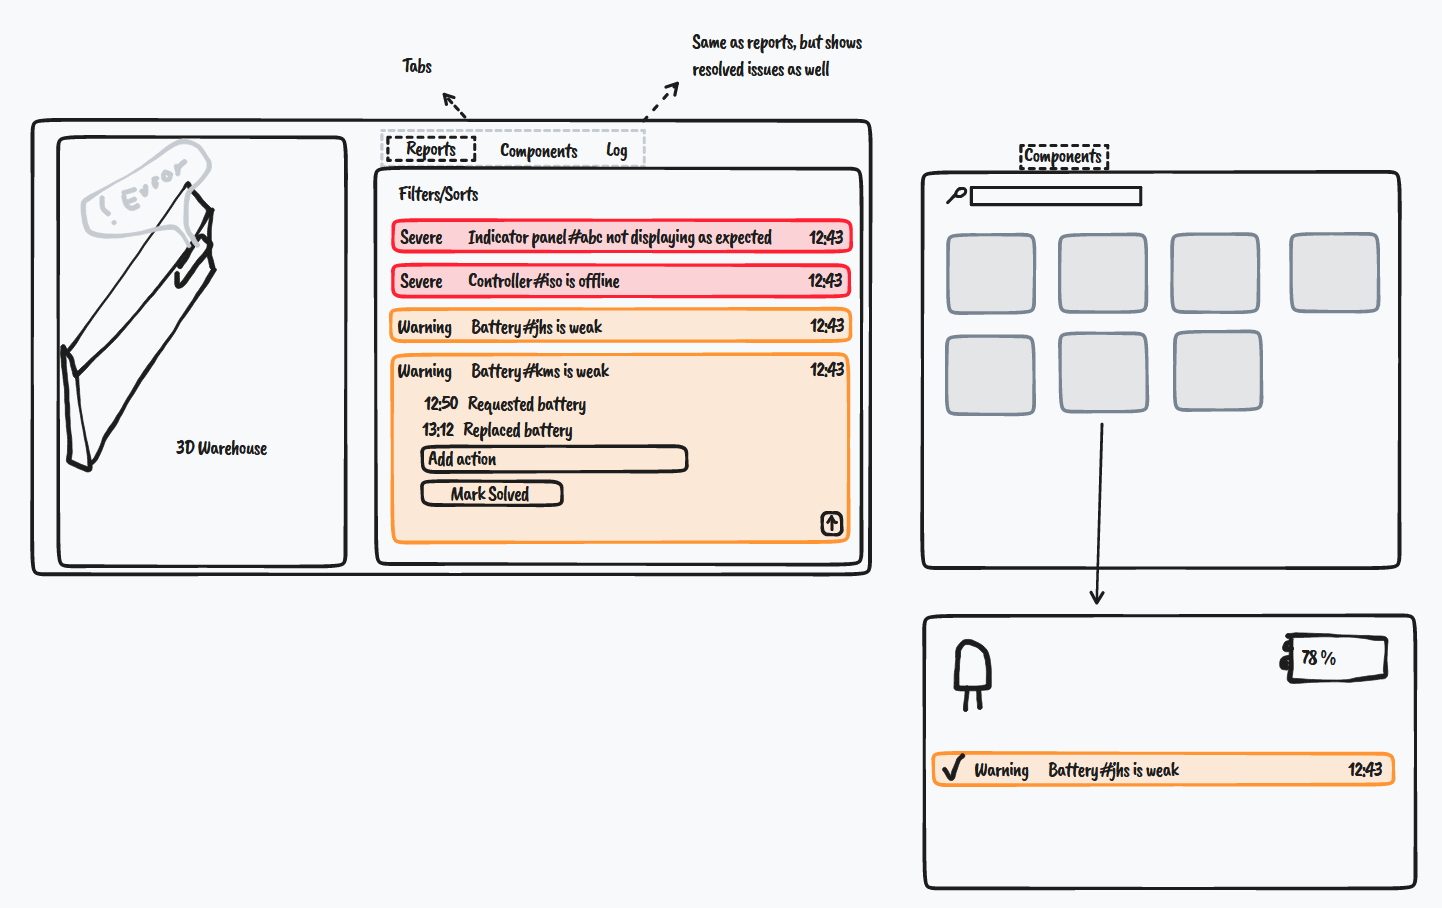 Same as reports, but shows
resolved issues as well
Tabs
Reports Components Log
! Error
3D Warehouse
Filters/Sorts
Severe Indicator panel #abc not displaying as expected 12:43
Severe Controller #iso is offline 12:43
Warning Battery #jhs is weak 12:43
Warning Battery #kms is weak 12:43
12:50 Requested battery
13:12 Replaced battery
Add action
Mark Solved
Components
78 %
Warning Battery #jhs is weak 12:43